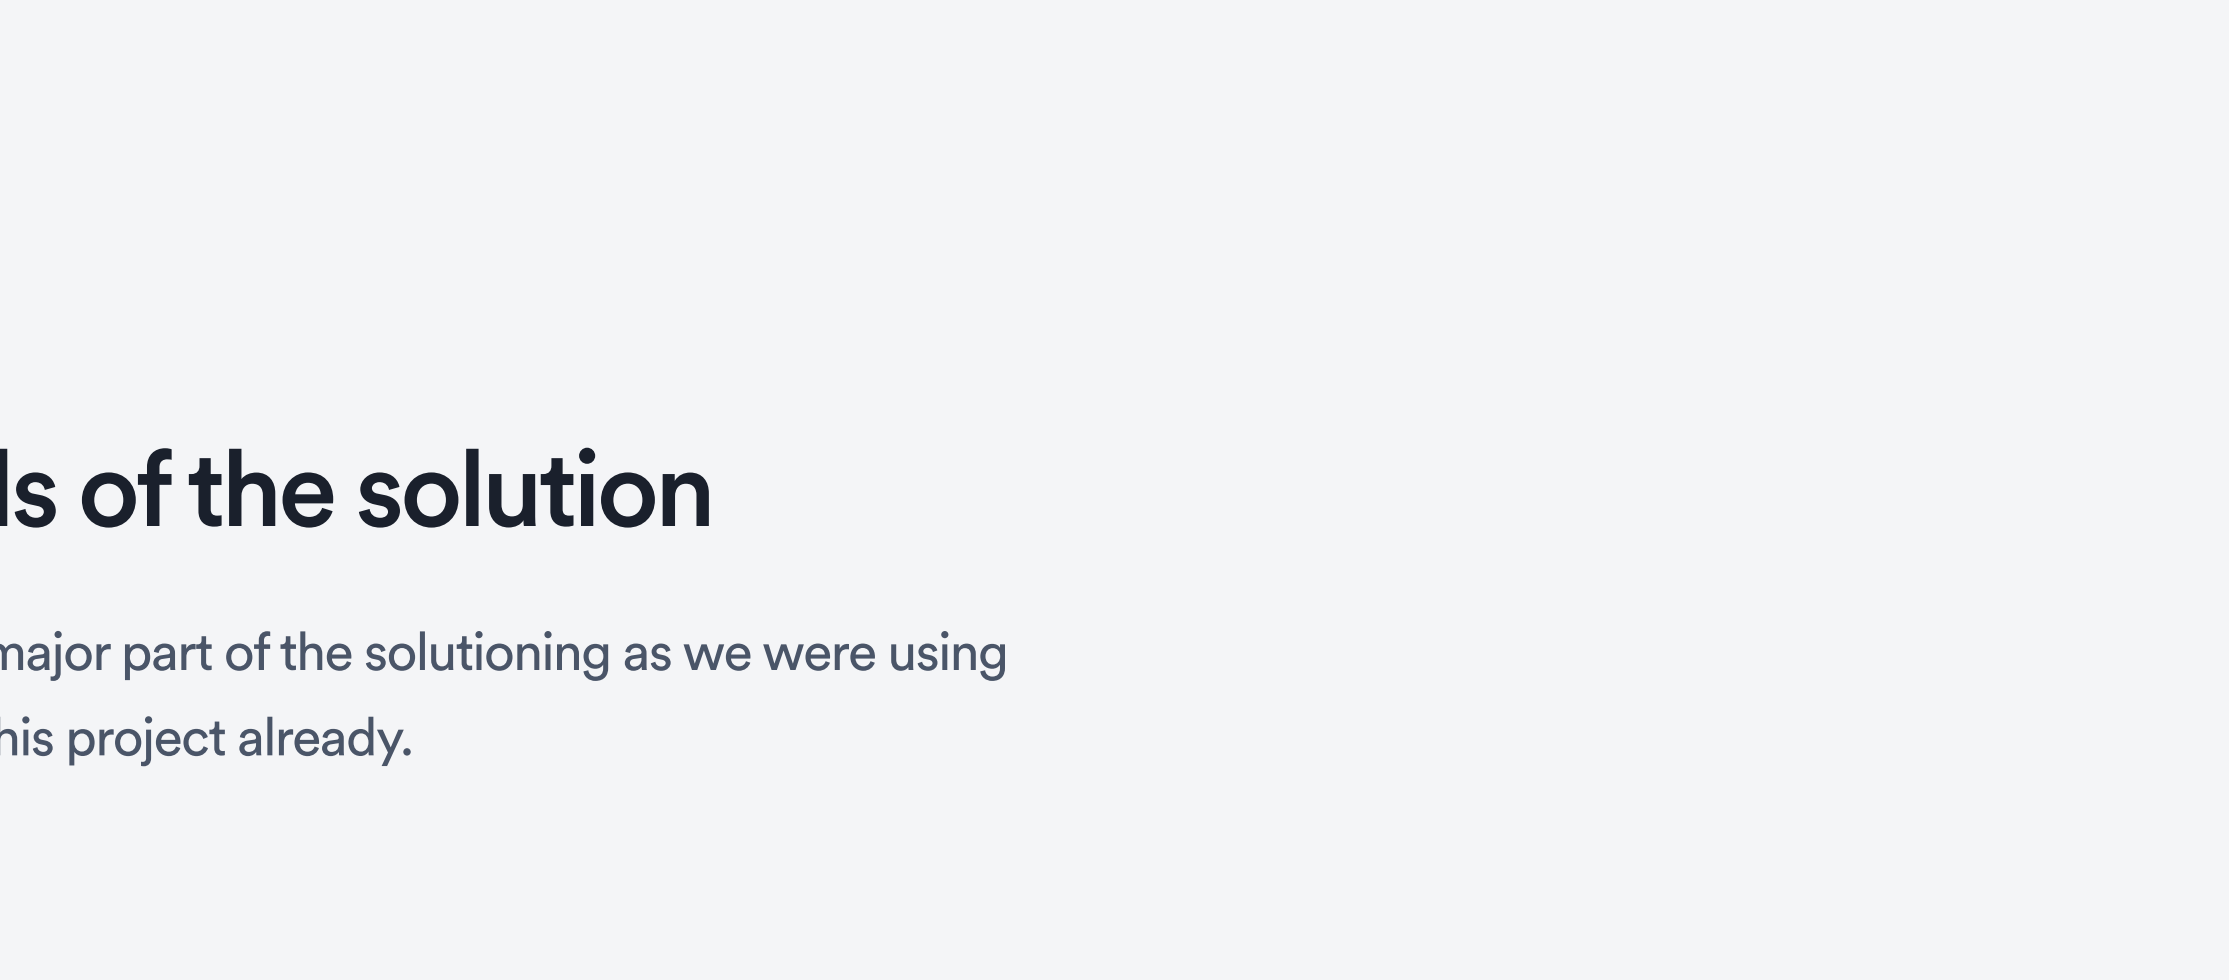 ls of the solution
major part of the solutioning as we were using
his project already.